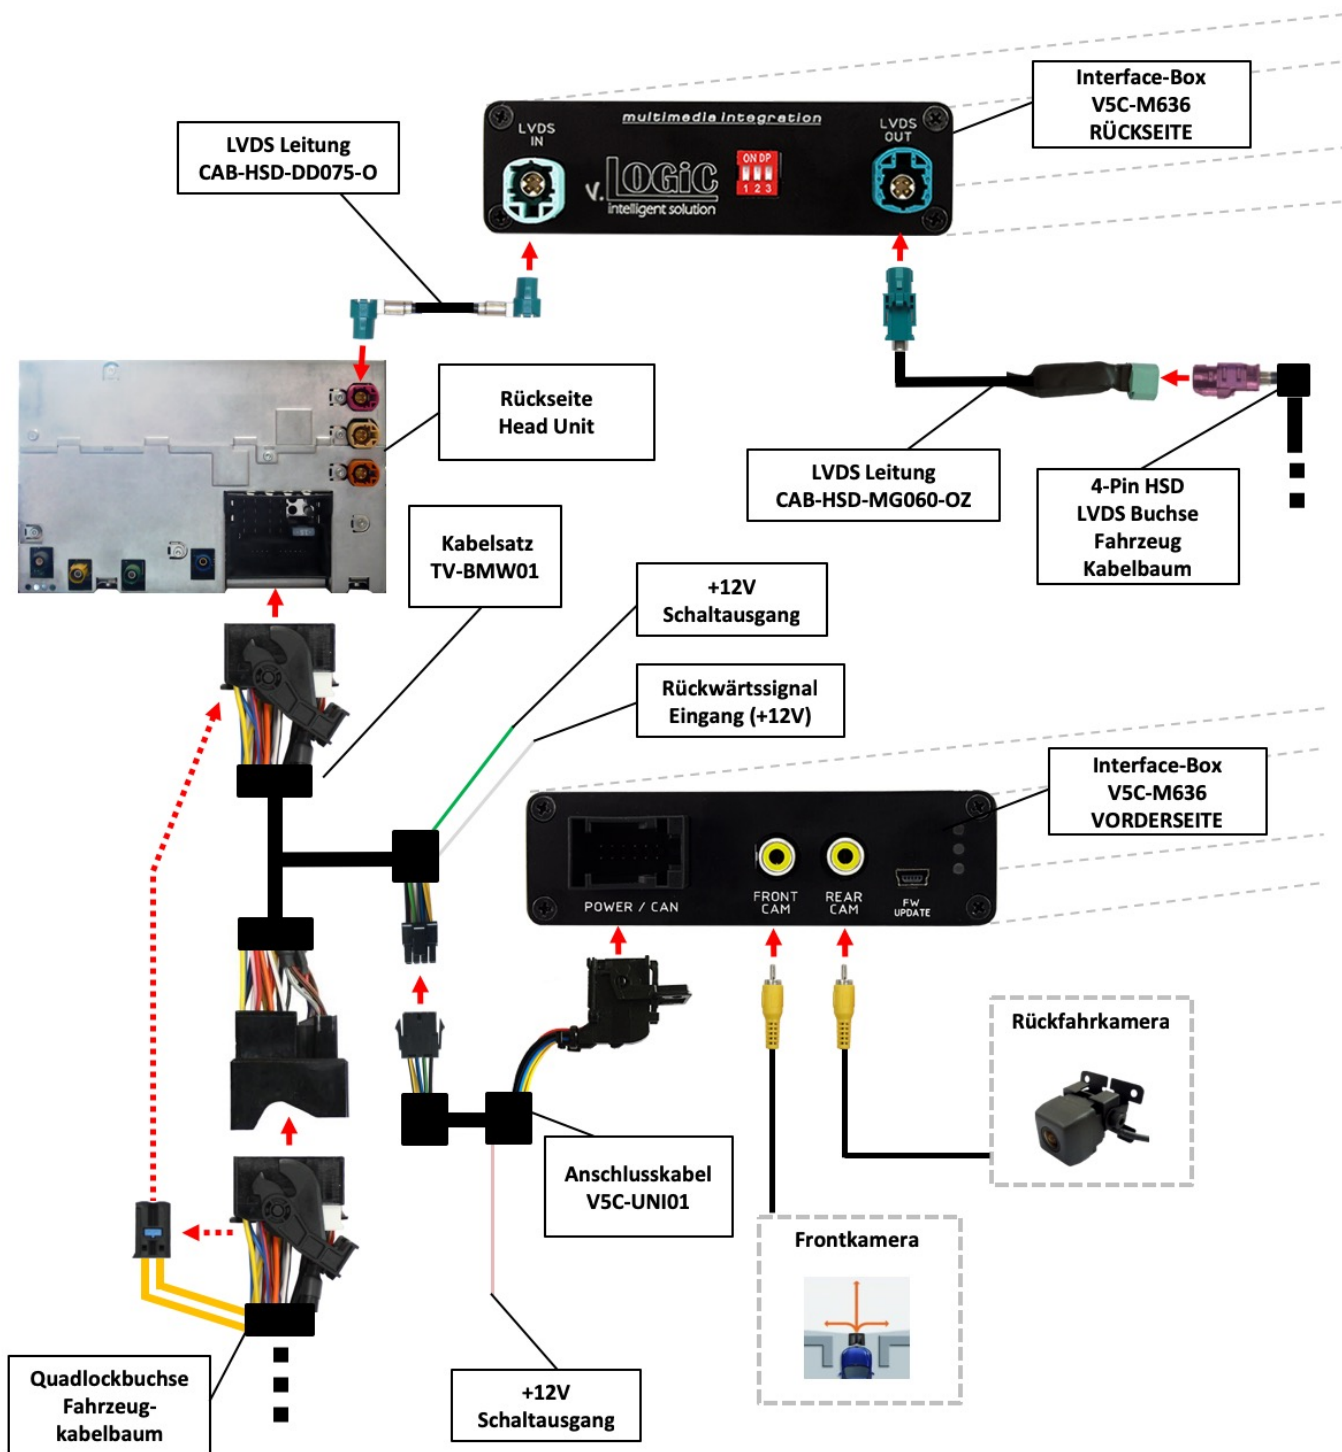 Interface-Box
V5C-M636
RÜCKSEITE
multimedia integration
LVDS
IN
LVDS
OUT
ON DP
1 2 3
v.LOGiC
intelligent solution
LVDS Leitung
CAB-HSD-DD075-O
Rückseite
Head Unit
LVDS Leitung
CAB-HSD-MG060-OZ
4-Pin HSD
LVDS Buchse
Fahrzeug
Kabelbaum
Kabelsatz
TV-BMW01
+12V
Schaltausgang
Rückwärtssignal
Eingang (+12V)
Interface-Box
V5C-M636
VORDERSEITE
POWER / CAN
FRONT
CAM
REAR
CAM
FW
UPDATE
Rückfahrkamera
Anschlusskabel
V5C-UNI01
Frontkamera
Quadlockbuchse
Fahrzeug-
kabelbaum
+12V
Schaltausgang